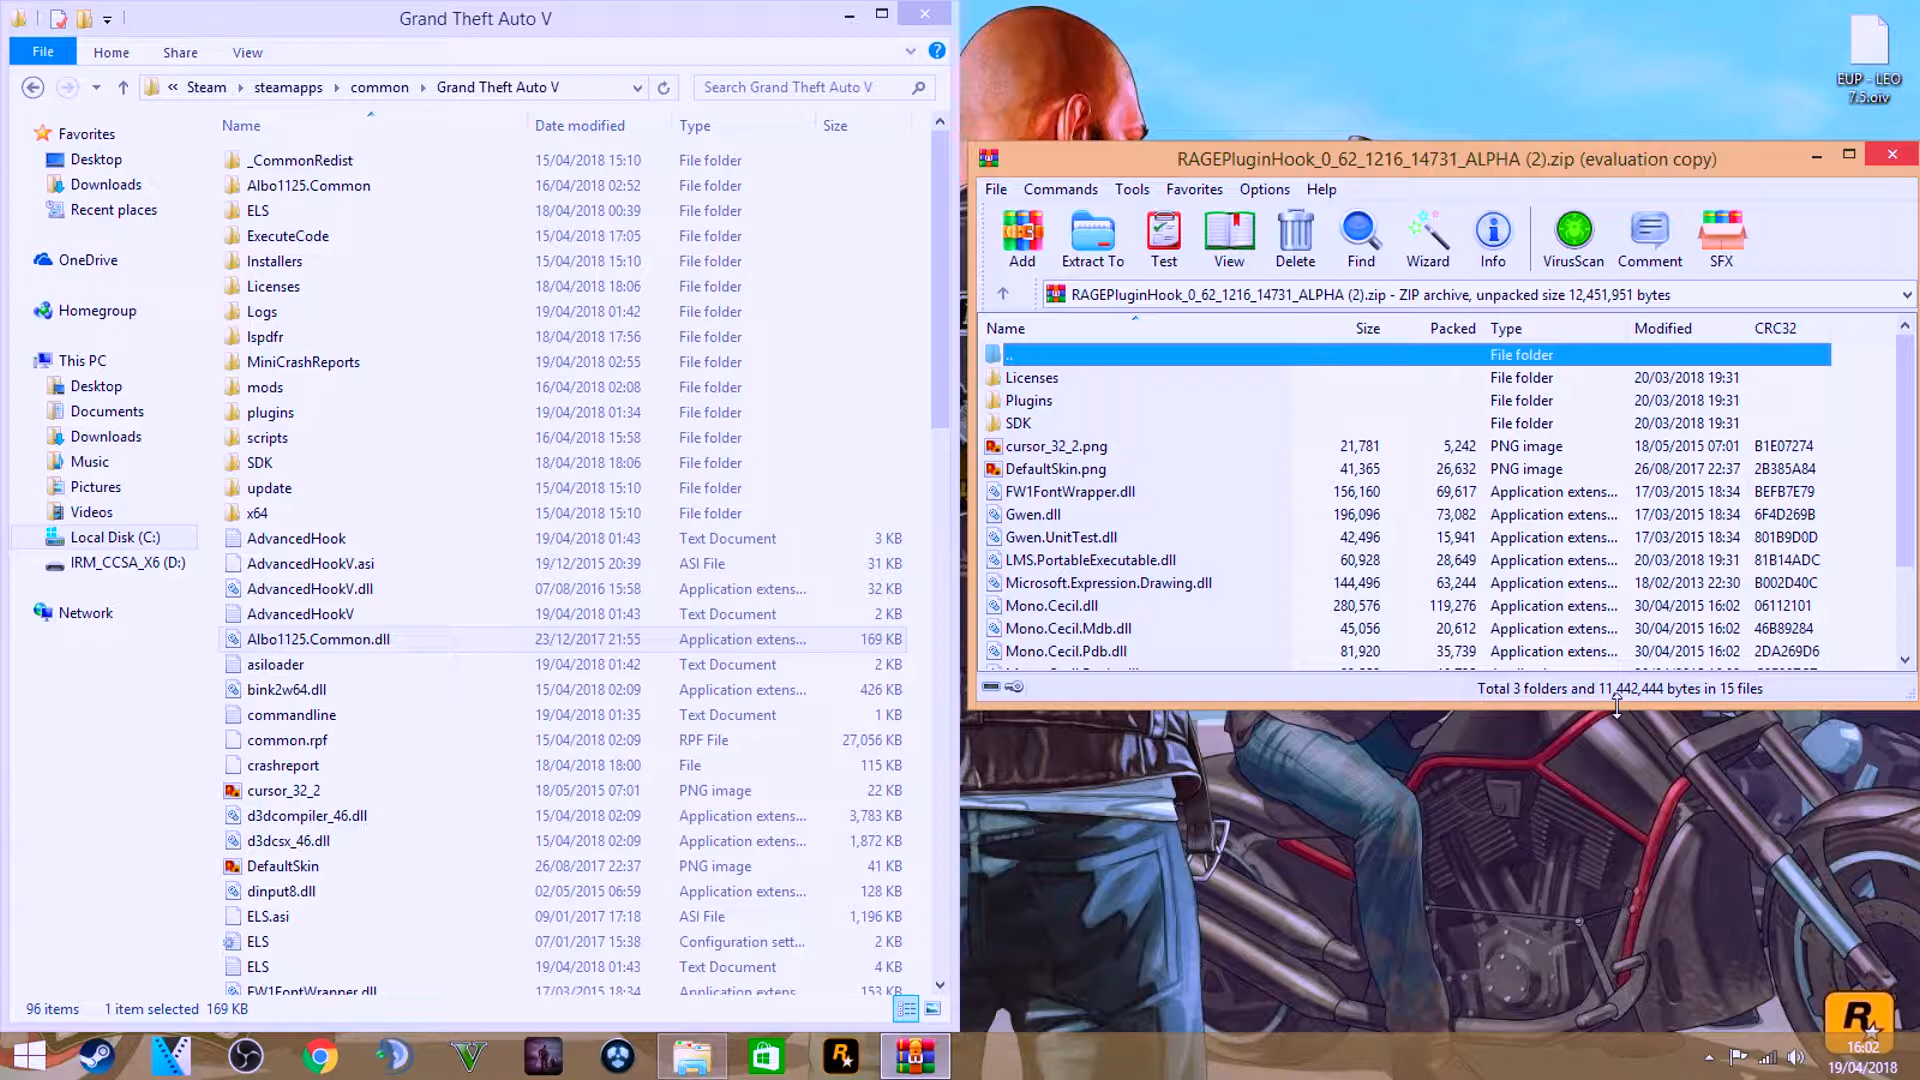 Grand Theft Auto V
File Home Share View
« Steam steamapps common Grand Theft Auto V Search Grand Theft Auto V
Favorites
Desktop
Downloads
Recent places
OneDrive
Homegroup
This PC
Desktop
Documents
Downloads
Music
Pictures
Videos
Local Disk (C:)
IRM_CCSA_X6 (D:)
Network
Name Date modified Type Size
_CommonRedist 15/04/2018 15:10 File folder
Albo1125.Common 16/04/2018 02:52 File folder
ELS 18/04/2018 00:39 File folder
ExecuteCode 15/04/2018 17:05 File folder
Installers 15/04/2018 15:10 File folder
Licenses 18/04/2018 18:06 File folder
Logs 19/04/2018 01:42 File folder
lspdfr 18/04/2018 17:56 File folder
MiniCrashReports 19/04/2018 02:55 File folder
mods 16/04/2018 02:08 File folder
plugins 19/04/2018 01:34 File folder
scripts 16/04/2018 15:58 File folder
SDK 18/04/2018 18:06 File folder
update 15/04/2018 15:10 File folder
x64 15/04/2018 15:10 File folder
AdvancedHook 19/04/2018 01:43 Text Document 3 KB
AdvancedHookV.asi 19/12/2015 20:39 ASI File 31 KB
AdvancedHookV.dll 07/08/2016 15:58 Application extens... 32 KB
AdvancedHookV 19/04/2018 01:43 Text Document 2 KB
Albo1125.Common.dll 23/12/2017 21:55 Application extens... 169 KB
asiloader 19/04/2018 01:42 Text Document 2 KB
bink2w64.dll 15/04/2018 02:09 Application extens... 426 KB
commandline 19/04/2018 01:35 Text Document 1 KB
common.rpf 15/04/2018 02:09 RPF File 27,056 KB
crashreport 18/04/2018 18:00 File 115 KB
cursor_32_2 18/05/2015 07:01 PNG image 22 KB
d3dcompiler_46.dll 15/04/2018 02:09 Application extens... 3,783 KB
d3dcsx_46.dll 15/04/2018 02:09 Application extens... 1,872 KB
DefaultSkin 26/08/2017 22:37 PNG image 41 KB
dinput8.dll 02/05/2015 06:59 Application extens... 128 KB
ELS.asi 09/01/2017 17:18 ASI File 1,196 KB
ELS 07/01/2017 15:38 Configuration sett... 2 KB
ELS 19/04/2018 01:43 Text Document 4 KB
FW1FontWrapper.dll 17/03/2015 18:34 Application extens 153 KB
96 items 1 item selected 169 KB
EUP - LEO
7.5.oiv
RAGEPluginHook_0_62_1216_14731_ALPHA (2).zip (evaluation copy)
File Commands Tools Favorites Options Help
Add Extract To Test View Delete Find Wizard Info VirusScan Comment SFX
RAGEPluginHook_0_62_1216_14731_ALPHA (2).zip - ZIP archive, unpacked size 12,451,951 bytes
Name Size Packed Type Modified CRC32
.. File folder
Licenses File folder 20/03/2018 19:31
Plugins File folder 20/03/2018 19:31
SDK File folder 20/03/2018 19:31
cursor_32_2.png 21,781 5,242 PNG image 18/05/2015 07:01 B1E07274
DefaultSkin.png 41,365 26,632 PNG image 26/08/2017 22:37 2B385A84
FW1FontWrapper.dll 156,160 69,617 Application extens... 17/03/2015 18:34 BEFB7E79
Gwen.dll 196,096 73,082 Application extens... 17/03/2015 18:34 6F4D269B
Gwen.UnitTest.dll 42,496 15,941 Application extens... 17/03/2015 18:34 801B9D0D
LMS.PortableExecutable.dll 60,928 28,649 Application extens... 20/03/2018 19:31 81B14ADC
Microsoft.Expression.Drawing.dll 144,496 63,244 Application extens... 18/02/2013 22:30 B002D40C
Mono.Cecil.dll 280,576 119,276 Application extens... 30/04/2015 16:02 06112101
Mono.Cecil.Mdb.dll 45,056 20,612 Application extens... 30/04/2015 16:02 46B89284
Mono.Cecil.Pdb.dll 81,920 35,739 Application extens... 30/04/2015 16:02 2DA269D6
Total 3 folders and 11,442,444 bytes in 15 files
16:02
19/04/2018